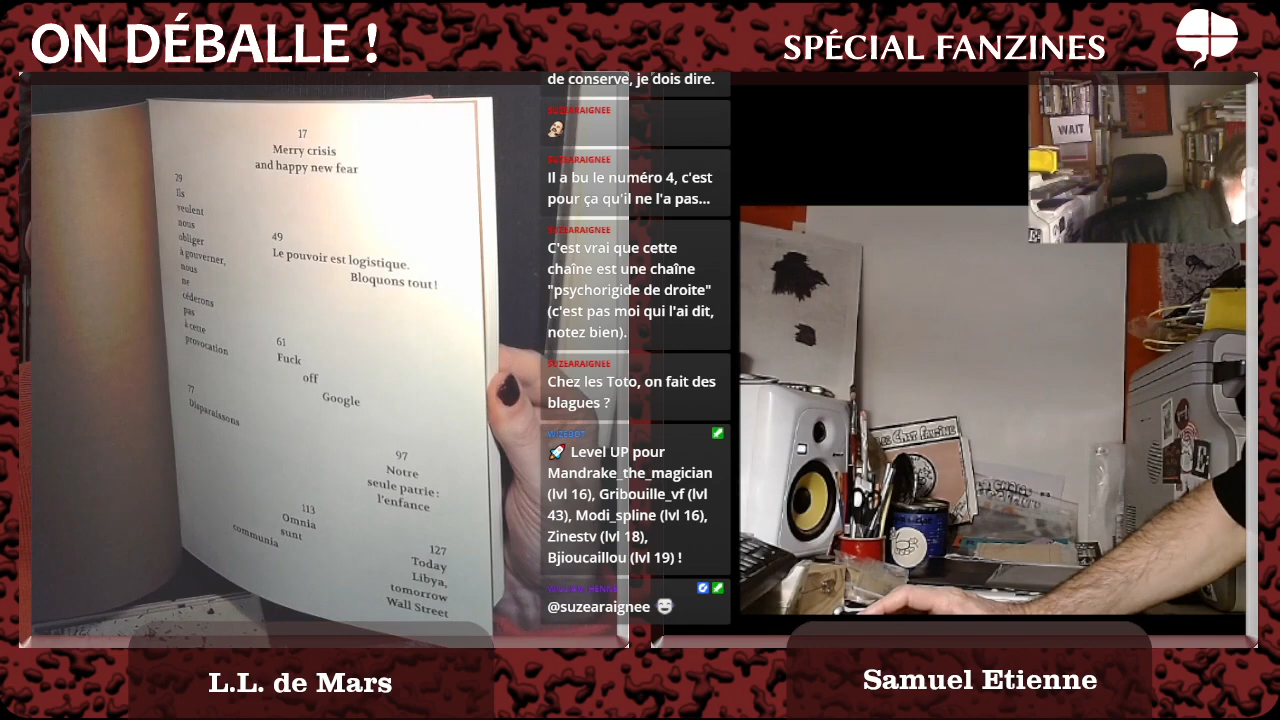 ON DÉBALLE !
SPÉCIAL FANZINES
17
Merry crisis
and happy new fear
29
Ils
veulent
nous
obliger
à gouverner,
nous
ne
céderons
pas
à cette
provocation
49
Le pouvoir est logistique.
Bloquons tout !
61
Fuck
off
Google
77
Disparaissons
97
Notre
seule patrie :
l'enfance
113
Omnia
sunt
communia
127
Today
Libya,
tomorrow
Wall Street
de conserve, je dois dire.
SUZEARAIGNEE
SUZEARAIGNEE
Il a bu le numéro 4, c'est
pour ça qu'il ne l'a pas...
SUZEARAIGNEE
C'est vrai que cette
chaîne est une chaîne
"psychorigide de droite"
(c'est pas moi qui l'ai dit,
notez bien).
SUZEARAIGNEE
Chez les Toto, on fait des
blagues ?
WIZEBOT
Level UP pour
Mandrake_the_magician
(lvl 16), Gribouille_vf (lvl
43), Modi_spline (lvl 16),
Zinestv (lvl 18),
Bjioucaillou (lvl 19) !
@suzearaignee
WAIT
E
E
L.L. de Mars
Samuel Etienne